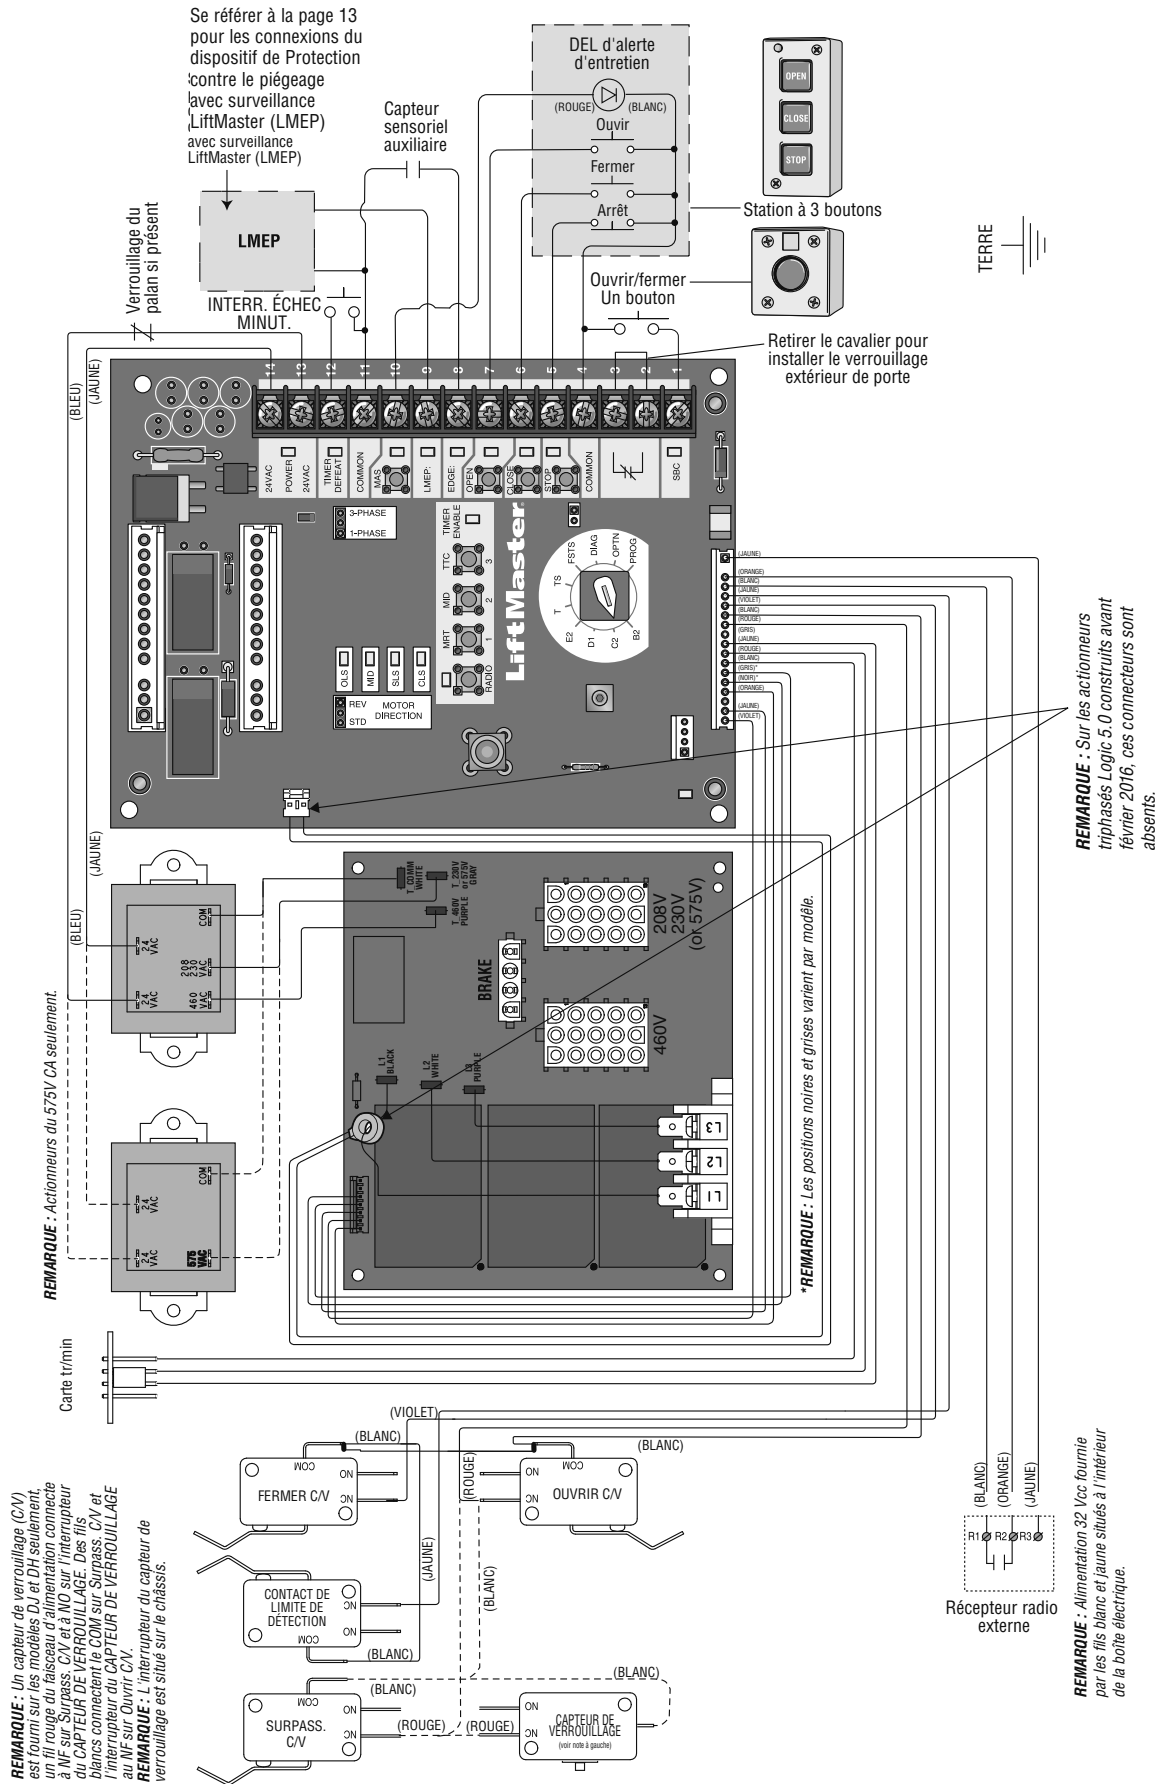 Se référer à la page 13
pour les connexions du
dispositif de Protection
contre le piégeage
avec surveillance
LiftMaster (LMEP)
avec surveillance
LiftMaster (LMEP)
LMEP
Verrouillage du
palan si présent
INTERR. ÉCHEC
MINUT.
Capteur
sensoriel
auxiliaire
DEL d'alerte
d'entretien
(ROUGE)
(BLANC)
Ouvir
Fermer
Arrêt
OPEN
CLOSE
STOP
Station à 3 boutons
Ouvrir/fermer
Un bouton
TERRE
Retirer le cavalier pour
installer le verrouillage
extérieur de porte
(BLEU)
(JAUNE)
14
13
12
11
10
9
8
7
6
5
4
3
2
1
24VAC
POWER
24VAC
TIMER
DEFEAT
COMMON
MAS
LMEP:
EDGE:
OPEN
CLOSE
STOP
COMMON
SBC
3-PHASE
1-PHASE
TIMER
ENABLE
TTC
3
MID
2
MRT
1
RADIO
LiftMaster
FSTS
DIAG
OPTN
PROG
TS
T
E2
D1
C2
B2
OLS
MID
SLS
CLS
REV
STD
MOTOR
DIRECTION
(JAUNE)
(ORANGE)
(BLANC)
(JAUNE)
(VIOLET)
(BLANC)
(ROUGE)
(GRIS)
(JAUNE)
(ROUGE)
(BLANC)
(GRIS)*
(NOIR)*
(ORANGE)
(JAUNE)
(VIOLET)
REMARQUE : Sur les actionneurs
triphasés Logic 5.0 construits avant
février 2016, ces connecteurs sont
absents.
(JAUNE)
(BLEU)
24
VAC
24
VAC
COM
208
230
VAC
460
VAC
REMARQUE : Actionneurs du 575V CA seulement.
24
VAC
24
VAC
COM
575
VAC
T_COMM
WHITE
T_230V
or 575V
GRAY
T_460V
PURPLE
BRAKE
208V
230V
(or 575V)
460V
L1
BLACK
L2
WHITE
L3
PURPLE
L3
L2
L1
*REMARQUE : Les positions noires et grises varient par modèle.
Carte tr/min
(VIOLET)
(BLANC)
(BLANC)
COM
NO
NC
FERMER C/V
(ROUGE)
COM
NO
NC
OUVRIR C/V
(JAUNE)
(BLANC)
CONTACT DE
LIMITE DE
DÉTECTION
NC
NO
COM
(BLANC)
(BLANC)
(BLANC)
COM
NO
NC
SURPASS.
C/V
(ROUGE)
(ROUGE)
NO
NC
CAPTEUR DE
VERROUILLAGE
(voir note à gauche)
REMARQUE : Un capteur de verrouillage (C/V)
est fourni sur les modèles DJ et DH seulement,
un fil rouge du faisceau d'alimentation connecte
à NF sur Surpass. C/V et à NO sur l'interrupteur
du CAPTEUR DE VERROUILLAGE. Des fils
blancs connectent le COM sur Surpass. C/V et
l'interrupteur du CAPTEUR DE VERROUILLAGE
au NF sur Ouvrir C/V.
REMARQUE : L'interrupteur du capteur de
verrouillage est situé sur le châssis.
(BLANC)
(ORANGE)
(JAUNE)
R1
R2
R3
Récepteur radio
externe
REMARQUE : Alimentation 32 Vcc fournie
par les fils blanc et jaune situés à l'intérieur
de la boîte électrique.